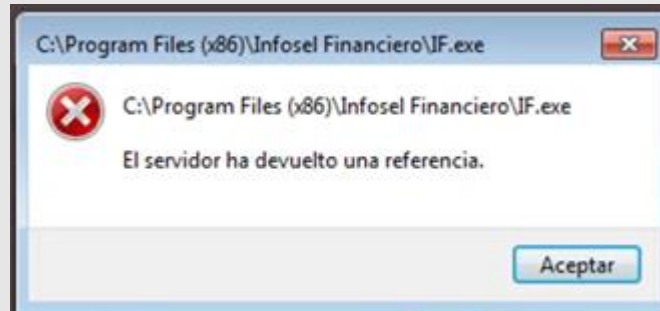 C:\Program Files (x86)\Infosel Financiero\IF.exe
C:\Program Files (x86)\Infosel Financiero\IF.exe
El servidor ha devuelto una referencia.
Aceptar